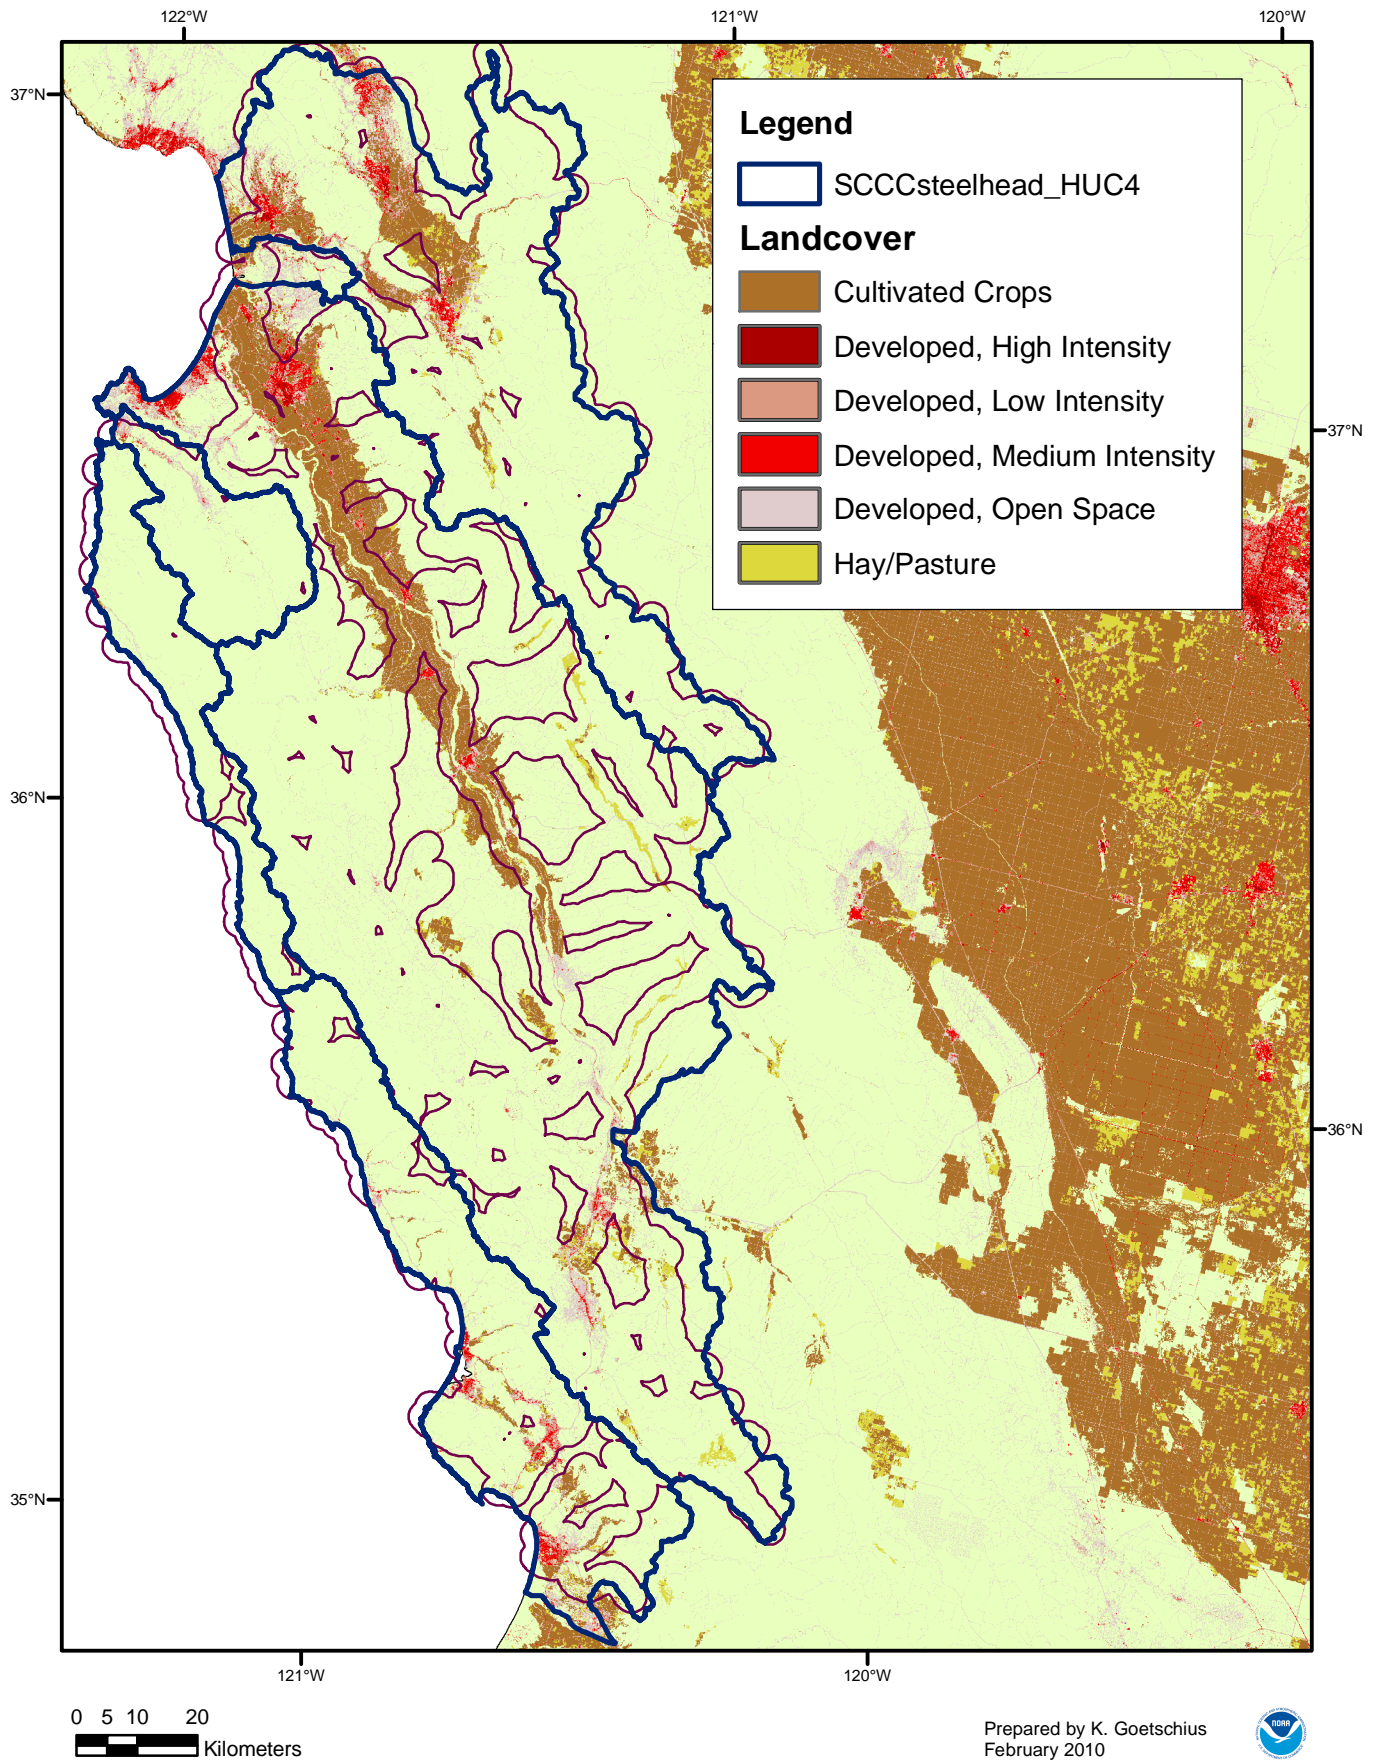 122°W
121°W
120°W
37°N
Legend
SCCCsteelhead_HUC4
Landcover
Cultivated Crops
Developed, High Intensity
Developed, Low Intensity
Developed, Medium Intensity
Developed, Open Space
Hay/Pasture
37°N
36°N
36°N
35°N
121°W
120°W
0 5 10 20
Kilometers
Prepared by K. Goetschius
February 2010
NOAA